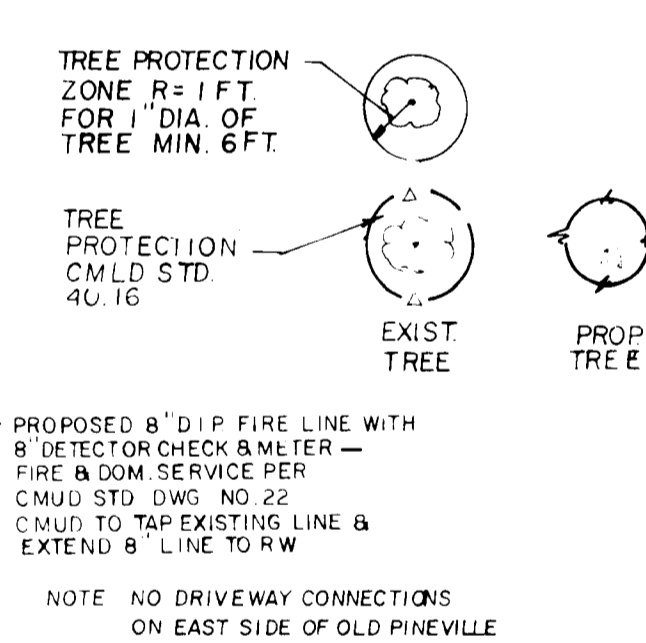 TREE PROTECTION
ZONE R= 1 FT.
FOR 1" DIA. OF
TREE MIN. 6 FT.
TREE
PROTECTION
CMLD STD.
40.16
EXIST.
TREE
PROP.
TREE
PROPOSED 8" D I P FIRE LINE WITH
8" DETECTOR CHECK & METER —
FIRE & DOM. SERVICE PER
CMUD STD DWG NO. 22
CMUD TO TAP EXISTING LINE &
EXTEND 8" LINE TO RW
NOTE NO DRIVEWAY CONNECTIONS
ON EAST SIDE OF OLD PINEVILLE